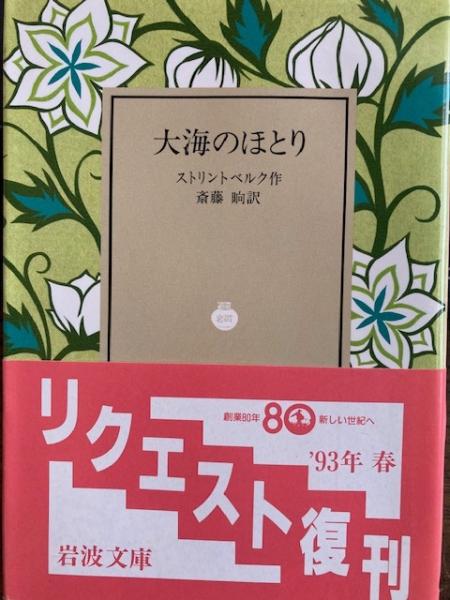 大海のほとり
ストリントベルク作
斎藤 晌訳
創業80年 80 新しい世紀へ
'93年 春
リクエスト復刊
岩波文庫